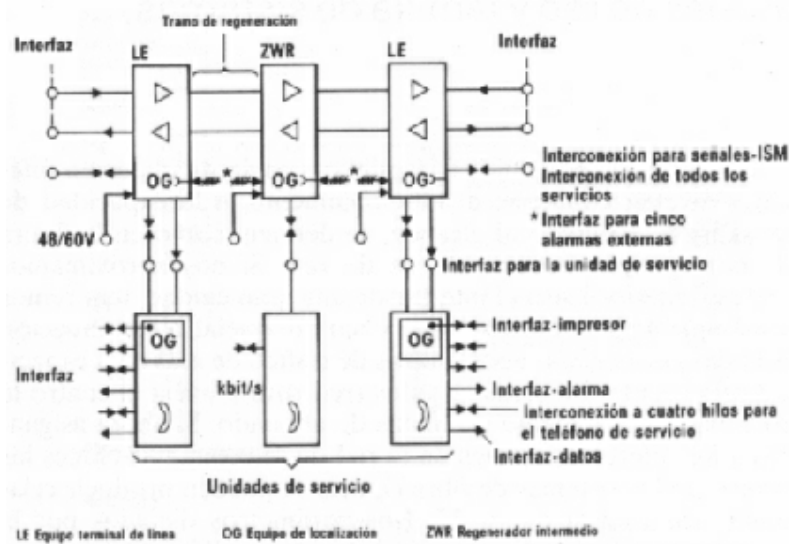 Tramo de regeneración
Interfaz
LE
ZWR
LE
Interfaz
OG
OG
OG
*
*
Interconexión para señales-ISM
Interconexión de todos los
servicios
* Interfaz para cinco
alarmas externas
48/60V
Interfaz para la unidad de servicio
OG
OG
Interfaz-impresor
Interfaz
kbit/s
Interfaz-alarma
Interconexión a cuatro hilos para
el teléfono de servicio
Interfaz-datos
Unidades de servicio
LE Equipo terminal de línea
OG Equipo de localización
ZWR Regenerador intermedio